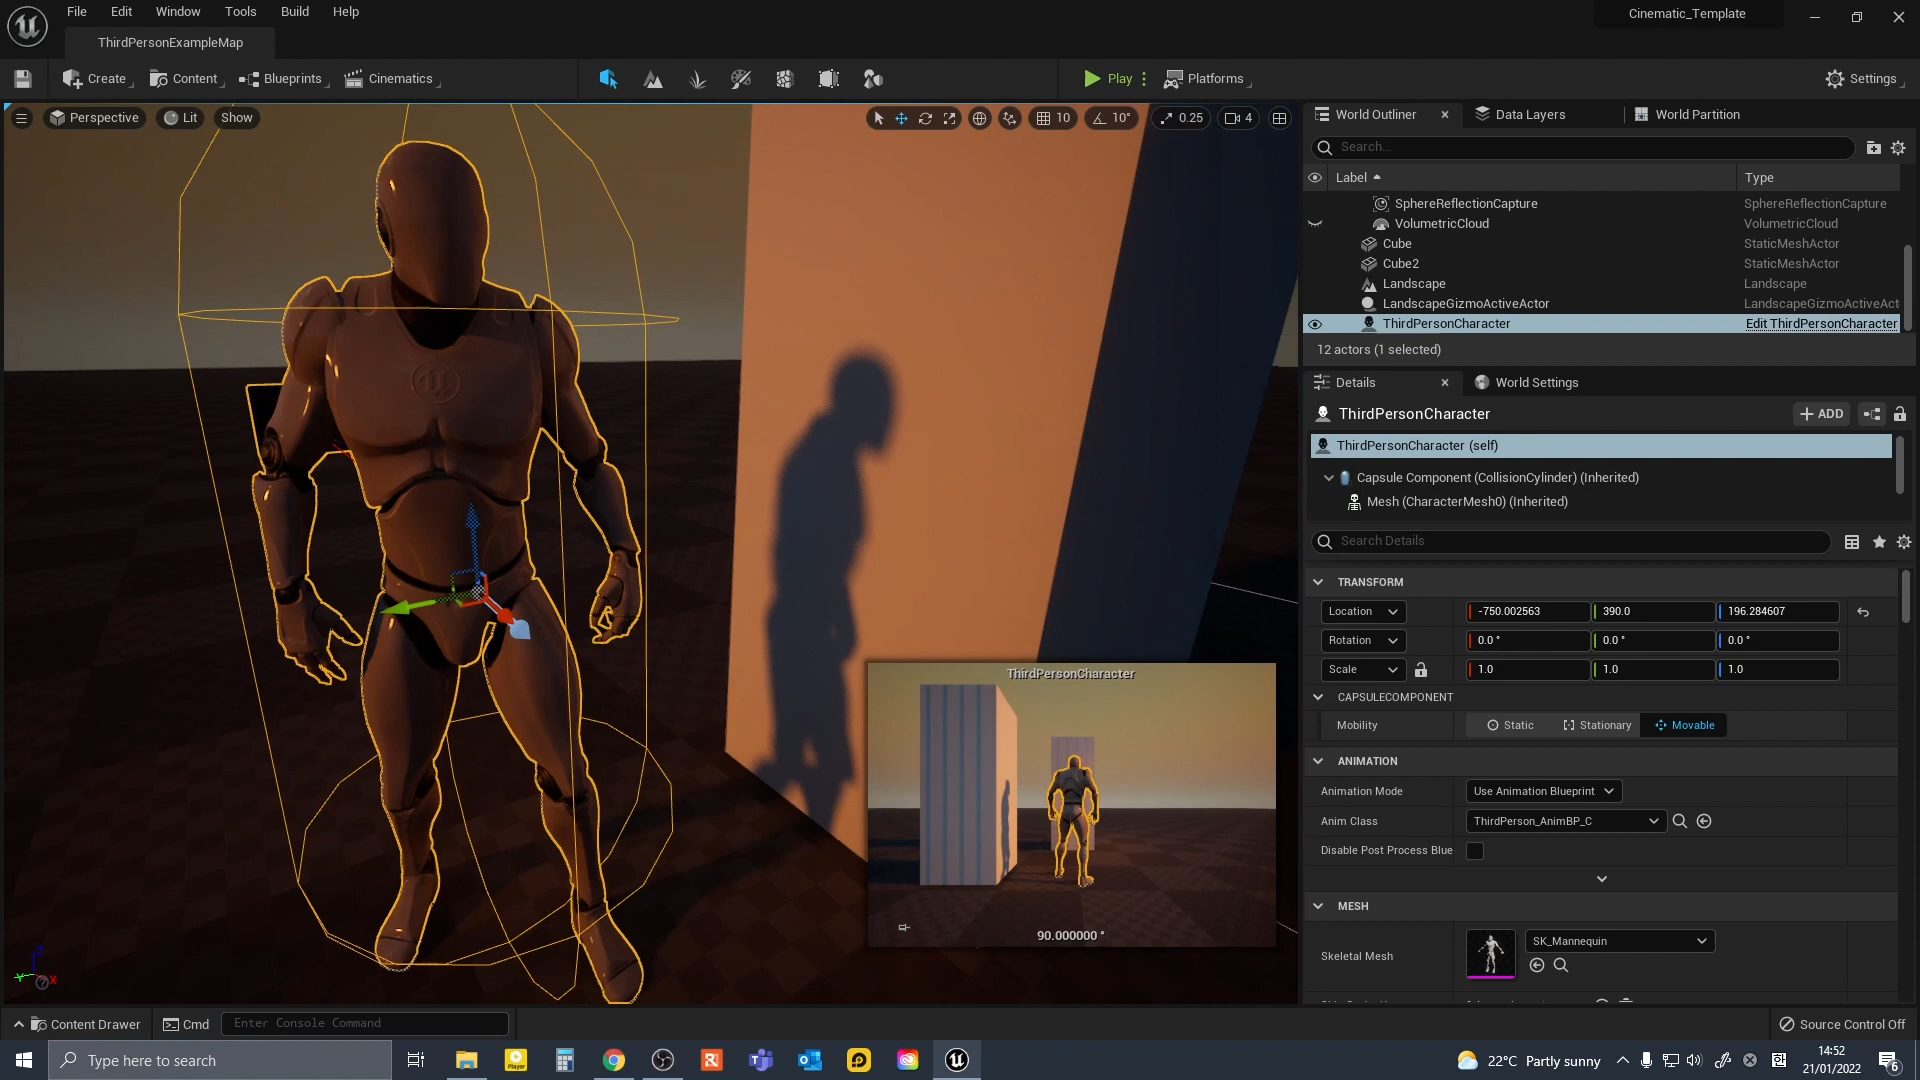 File Edit Window Tools Build Help
Cinematic_Template
ThirdPersonExampleMap
Create Content Blueprints Cinematics
Play Platforms Settings
Perspective Lit Show
10 10° 0.25 4
World Outliner Data Layers World Partition
Search...
Label Type
SphereReflectionCapture SphereReflectionCapture
VolumetricCloud VolumetricCloud
Cube StaticMeshActor
Cube2 StaticMeshActor
Landscape Landscape
LandscapeGizmoActiveActor LandscapeGizmoActiveAct
ThirdPersonCharacter Edit ThirdPersonCharacter
12 actors (1 selected)
Details World Settings
ThirdPersonCharacter
ADD
ThirdPersonCharacter (self)
Capsule Component (CollisionCylinder) (Inherited)
Mesh (CharacterMesh0) (Inherited)
Search Details
TRANSFORM
Location -750.002563 390.0 196.284607
Rotation 0.0 ° 0.0 ° 0.0 °
Scale 1.0 1.0 1.0
CAPSULECOMPONENT
Mobility Static Stationary Movable
ANIMATION
Animation Mode Use Animation Blueprint
Anim Class ThirdPerson_AnimBP_C
Disable Post Process Blue
MESH
Skeletal Mesh SK_Mannequin
ThirdPersonCharacter
90.000000 °
Z
Y X
Content Drawer Cmd Enter Console Command
Source Control Off
Type here to search
Player
22°C Partly sunny
14:52
21/01/2022
6